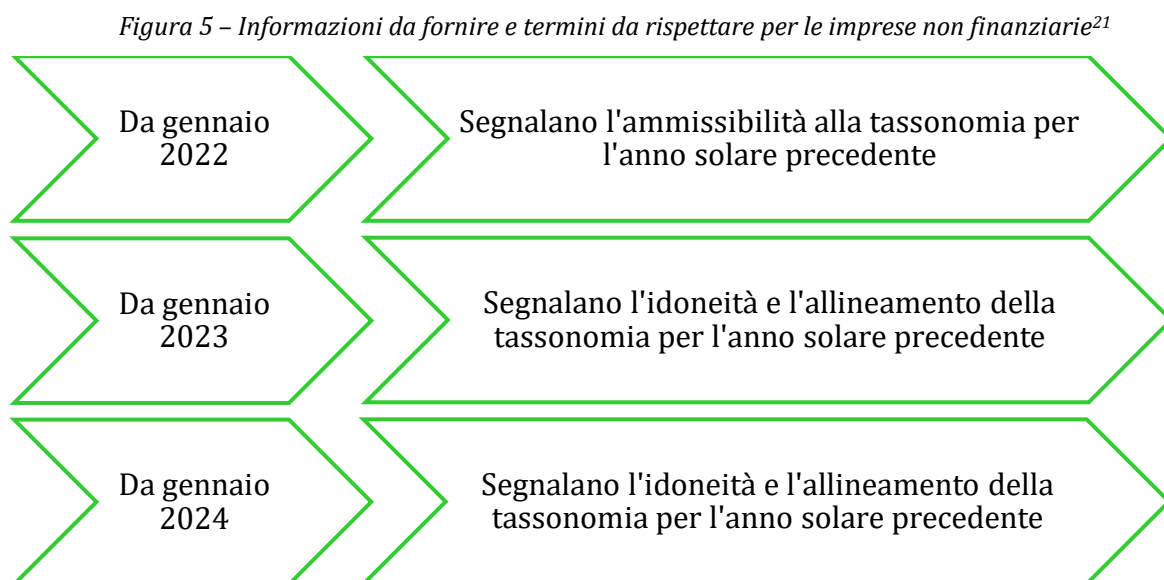 Figura 5 – Informazioni da fornire e termini da rispettare per le imprese non finanziarie21
Da gennaio
2022
Segnalano l'ammissibilità alla tassonomia per
l'anno solare precedente
Da gennaio
2023
Segnalano l'idoneità e l'allineamento della
tassonomia per l'anno solare precedente
Da gennaio
2024
Segnalano l'idoneità e l'allineamento della
tassonomia per l'anno solare precedente